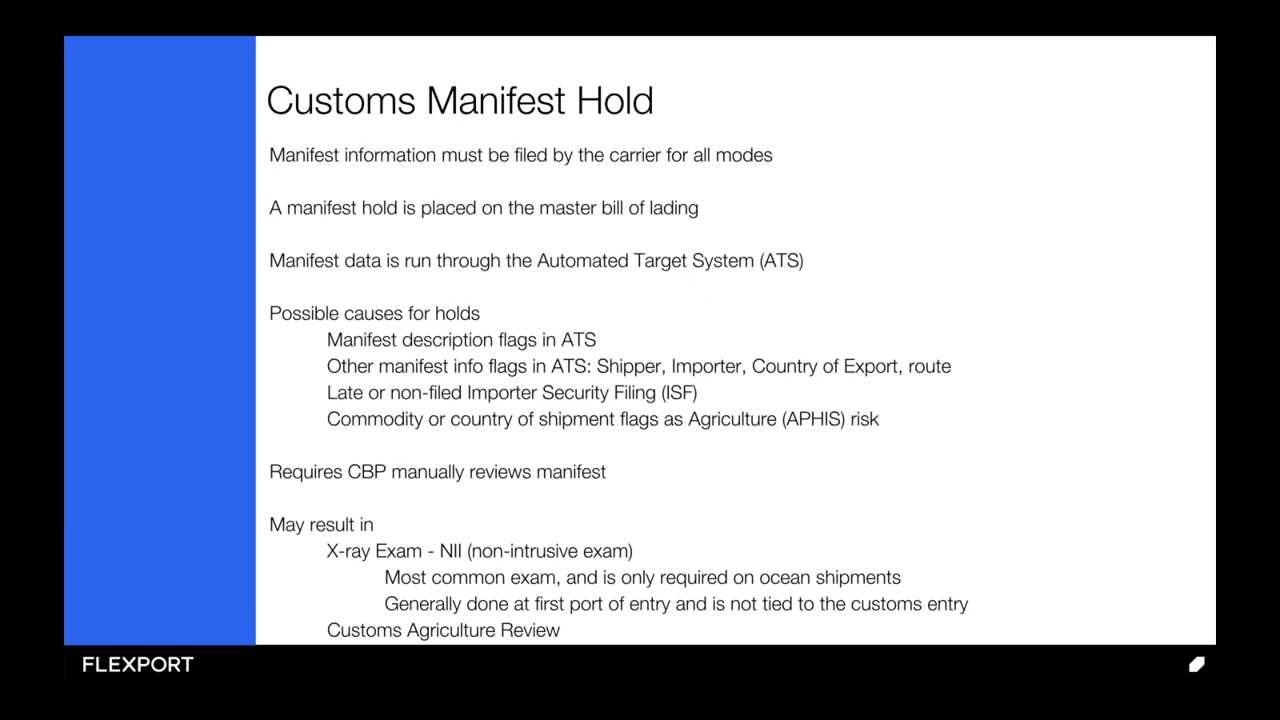 Customs Manifest Hold
Manifest information must be filed by the carrier for all modes
A manifest hold is placed on the master bill of lading
Manifest data is run through the Automated Target System (ATS)
Possible causes for holds
Manifest description flags in ATS
Other manifest info flags in ATS: Shipper, Importer, Country of Export, route
Late or non-filed Importer Security Filing (ISF)
Commodity or country of shipment flags as Agriculture (APHIS) risk
Requires CBP manually reviews manifest
May result in
X-ray Exam - NII (non-intrusive exam)
Most common exam, and is only required on ocean shipments
Generally done at first port of entry and is not tied to the customs entry
Customs Agriculture Review
FLEXPORT